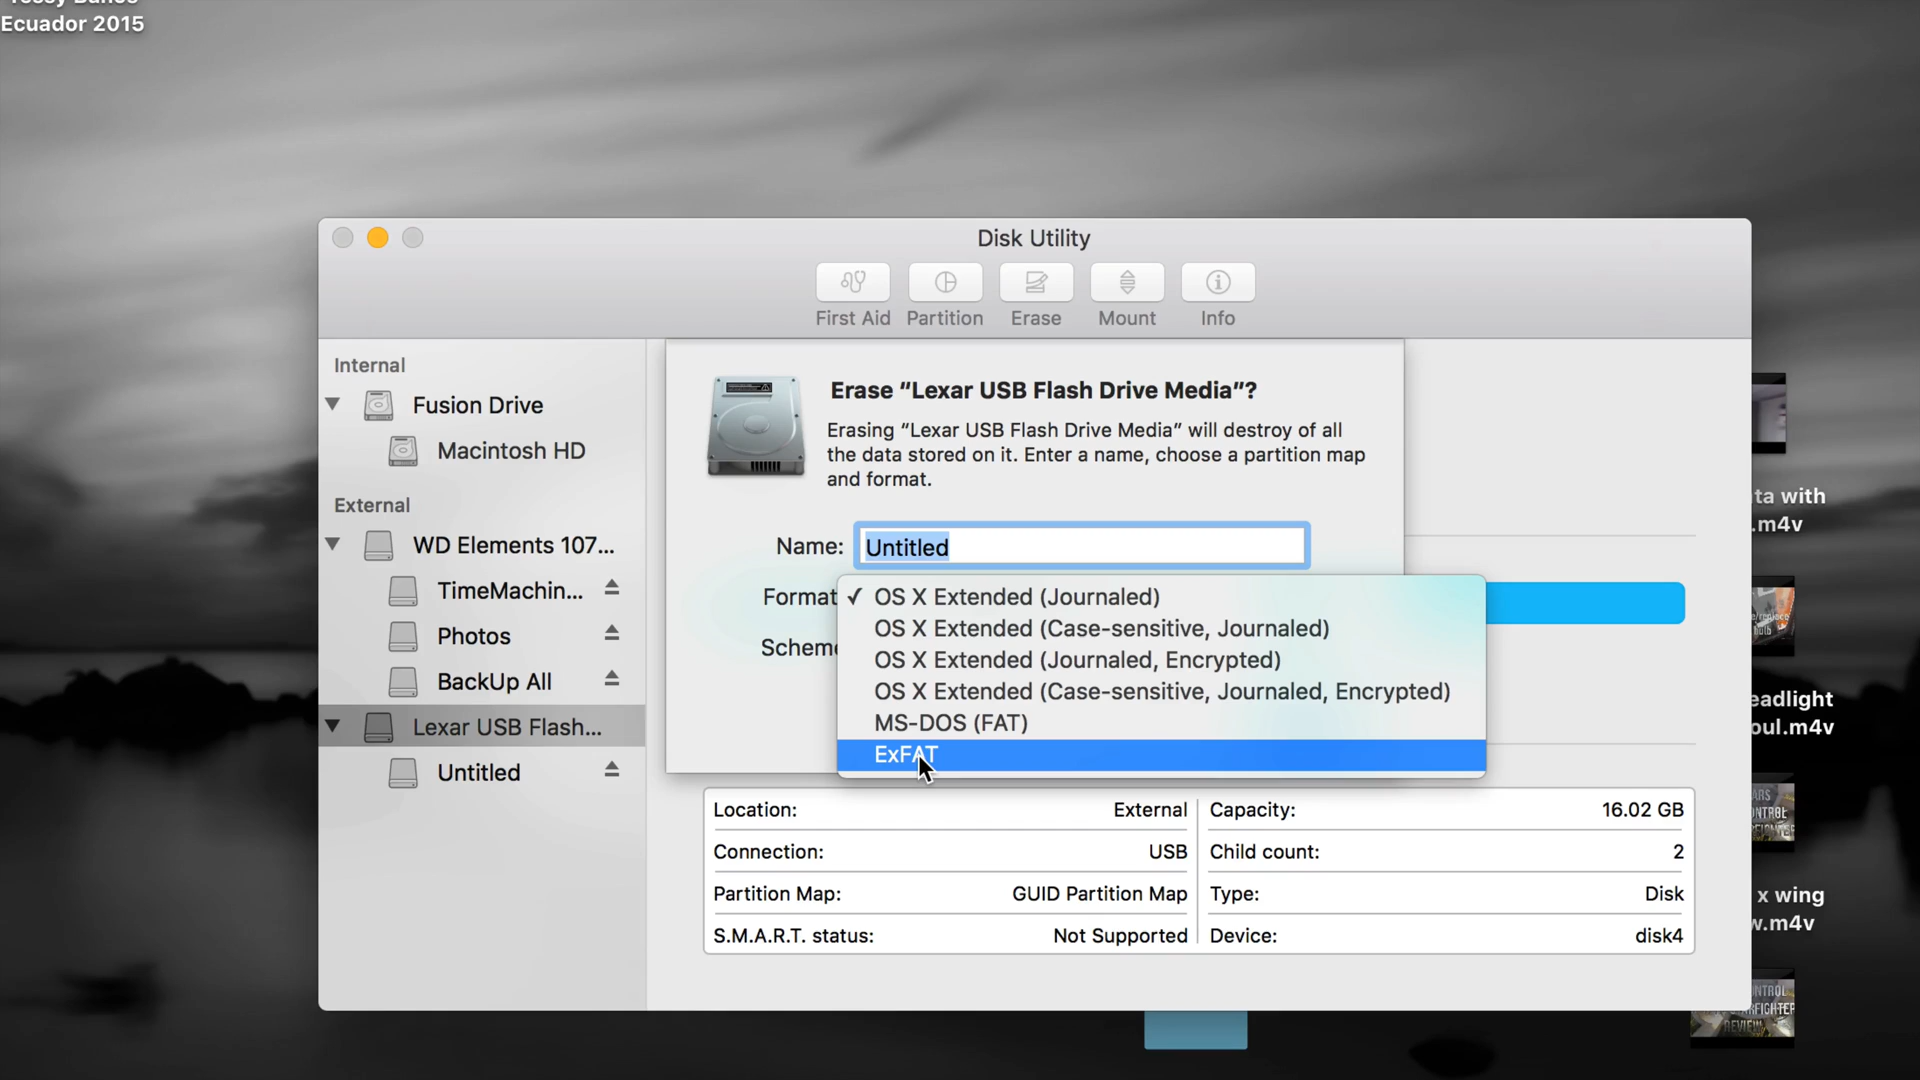 Ecuador 2015
Disk Utility
First Aid
Partition
Erase
Mount
Info
Internal
Fusion Drive
Macintosh HD
External
WD Elements 107...
TimeMachin...
Photos
BackUp All
Lexar USB Flash...
Untitled
Erase “Lexar USB Flash Drive Media”?
Erasing “Lexar USB Flash Drive Media” will destroy of all
the data stored on it. Enter a name, choose a partition map
and format.
Name: Untitled
Format
✓ OS X Extended (Journaled)
OS X Extended (Case-sensitive, Journaled)
Scheme
OS X Extended (Journaled, Encrypted)
OS X Extended (Case-sensitive, Journaled, Encrypted)
MS-DOS (FAT)
ExFAT
Location: External
Capacity: 16.02 GB
Connection: USB
Child count: 2
Partition Map: GUID Partition Map
Type: Disk
S.M.A.R.T. status: Not Supported
Device: disk4
ta with
.m4v
eadlight
oul.m4v
x wing
w.m4v
REVIEW